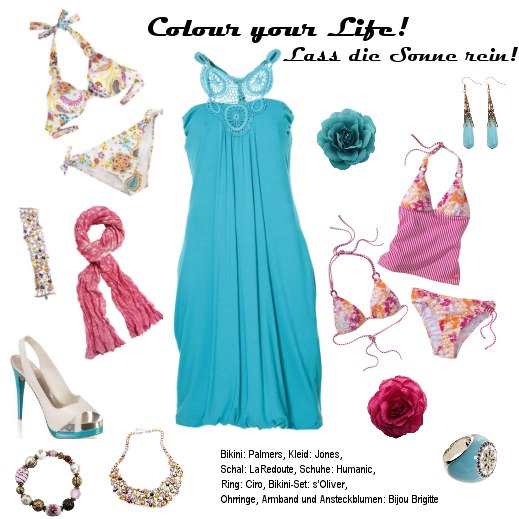 Colour your Life!
Lass die Sonne rein!
Bikini: Palmers, Kleid: Jones,
Schal: LaRedoute, Schuhe: Humanic,
Ring: Ciro, Bikini-Set: s'Oliver,
Ohrringe, Armband und Ansteckblumen: Bijou Brigitte